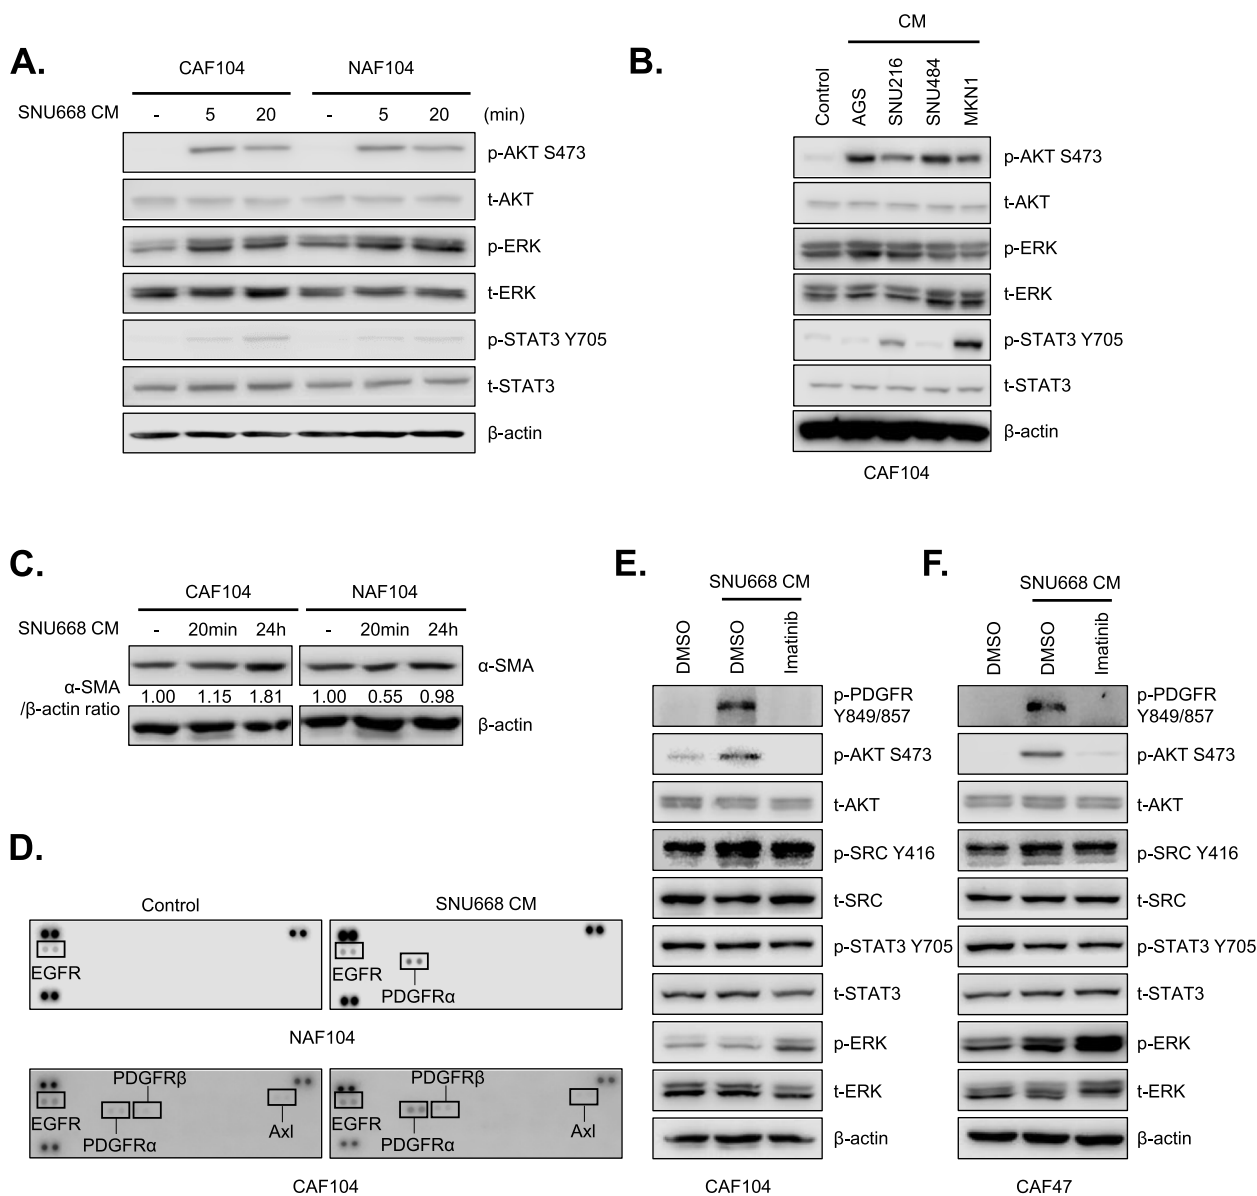 A.
CAF104 NAF104
SNU668 CM - 5 20 - 5 20 (min)
p-AKT S473
t-AKT
p-ERK
t-ERK
p-STAT3 Y705
t-STAT3
β-actin
B.
CM
Control AGS SNU216 SNU484 MKN1
p-AKT S473
t-AKT
p-ERK
t-ERK
p-STAT3 Y705
t-STAT3
β-actin
CAF104
C.
CAF104 NAF104
SNU668 CM - 20min 24h - 20min 24h
α-SMA
α-SMA
/β-actin ratio
1.00 1.15 1.81 1.00 0.55 0.98
β-actin
D.
Control SNU668 CM
EGFR
EGFR
PDGFRα
NAF104
PDGFRβ
EGFR
PDGFRα
Axl
PDGFRβ
EGFR
PDGFRα
Axl
CAF104
E.
SNU668 CM
DMSO DMSO Imatinib
p-PDGFR
Y849/857
p-AKT S473
t-AKT
p-SRC Y416
t-SRC
p-STAT3 Y705
t-STAT3
p-ERK
t-ERK
β-actin
CAF104
F.
SNU668 CM
DMSO DMSO Imatinib
p-PDGFR
Y849/857
p-AKT S473
t-AKT
p-SRC Y416
t-SRC
p-STAT3 Y705
t-STAT3
p-ERK
t-ERK
β-actin
CAF47